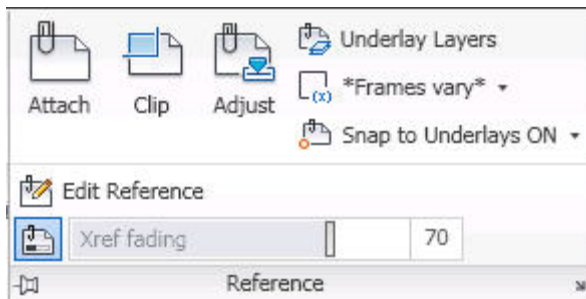 Attach
Clip
Adjust
Underlay Layers
(x) *Frames vary*
Snap to Underlays ON
Edit Reference
Xref fading 70
Reference